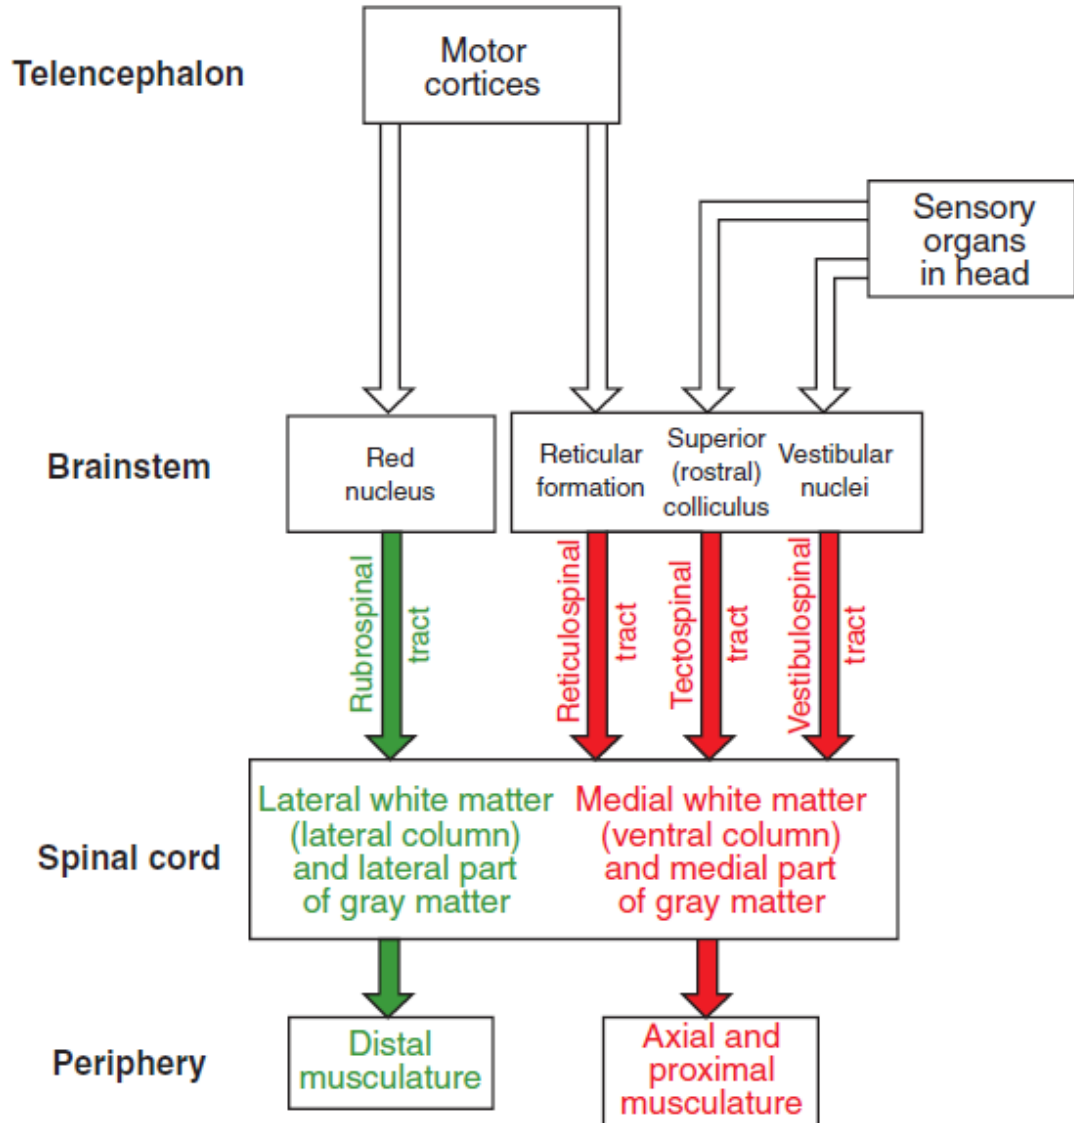 Telencephalon
Motor
cortices
Sensory
organs
in head
Brainstem
Red
nucleus
Reticular
formation
Superior
(rostral)
colliculus
Vestibular
nuclei
Rubrospinal
tract
Reticulospinal
tract
Tectospinal
tract
Vestibulospinal
tract
Spinal cord
Lateral white matter
(lateral column)
and lateral part
of gray matter
Medial white matter
(ventral column)
and medial part
of gray matter
Periphery
Distal
musculature
Axial and
proximal
musculature